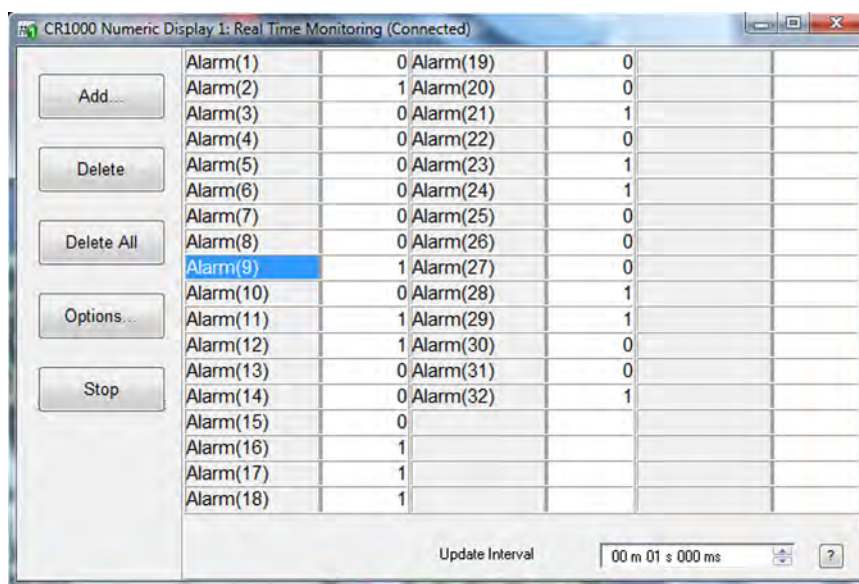 CR1000 Numeric Display 1: Real Time Monitoring (Connected)
Add...
Delete
Delete All
Options...
Stop
Alarm(1) 0 Alarm(19) 0
Alarm(2) 1 Alarm(20) 0
Alarm(3) 0 Alarm(21) 1
Alarm(4) 0 Alarm(22) 0
Alarm(5) 0 Alarm(23) 1
Alarm(6) 0 Alarm(24) 1
Alarm(7) 0 Alarm(25) 0
Alarm(8) 0 Alarm(26) 0
Alarm(9) 1 Alarm(27) 0
Alarm(10) 0 Alarm(28) 1
Alarm(11) 1 Alarm(29) 1
Alarm(12) 1 Alarm(30) 0
Alarm(13) 0 Alarm(31) 0
Alarm(14) 0 Alarm(32) 1
Alarm(15) 0
Alarm(16) 1
Alarm(17) 1
Alarm(18) 1
Update Interval 00 m 01 s 000 ms ?